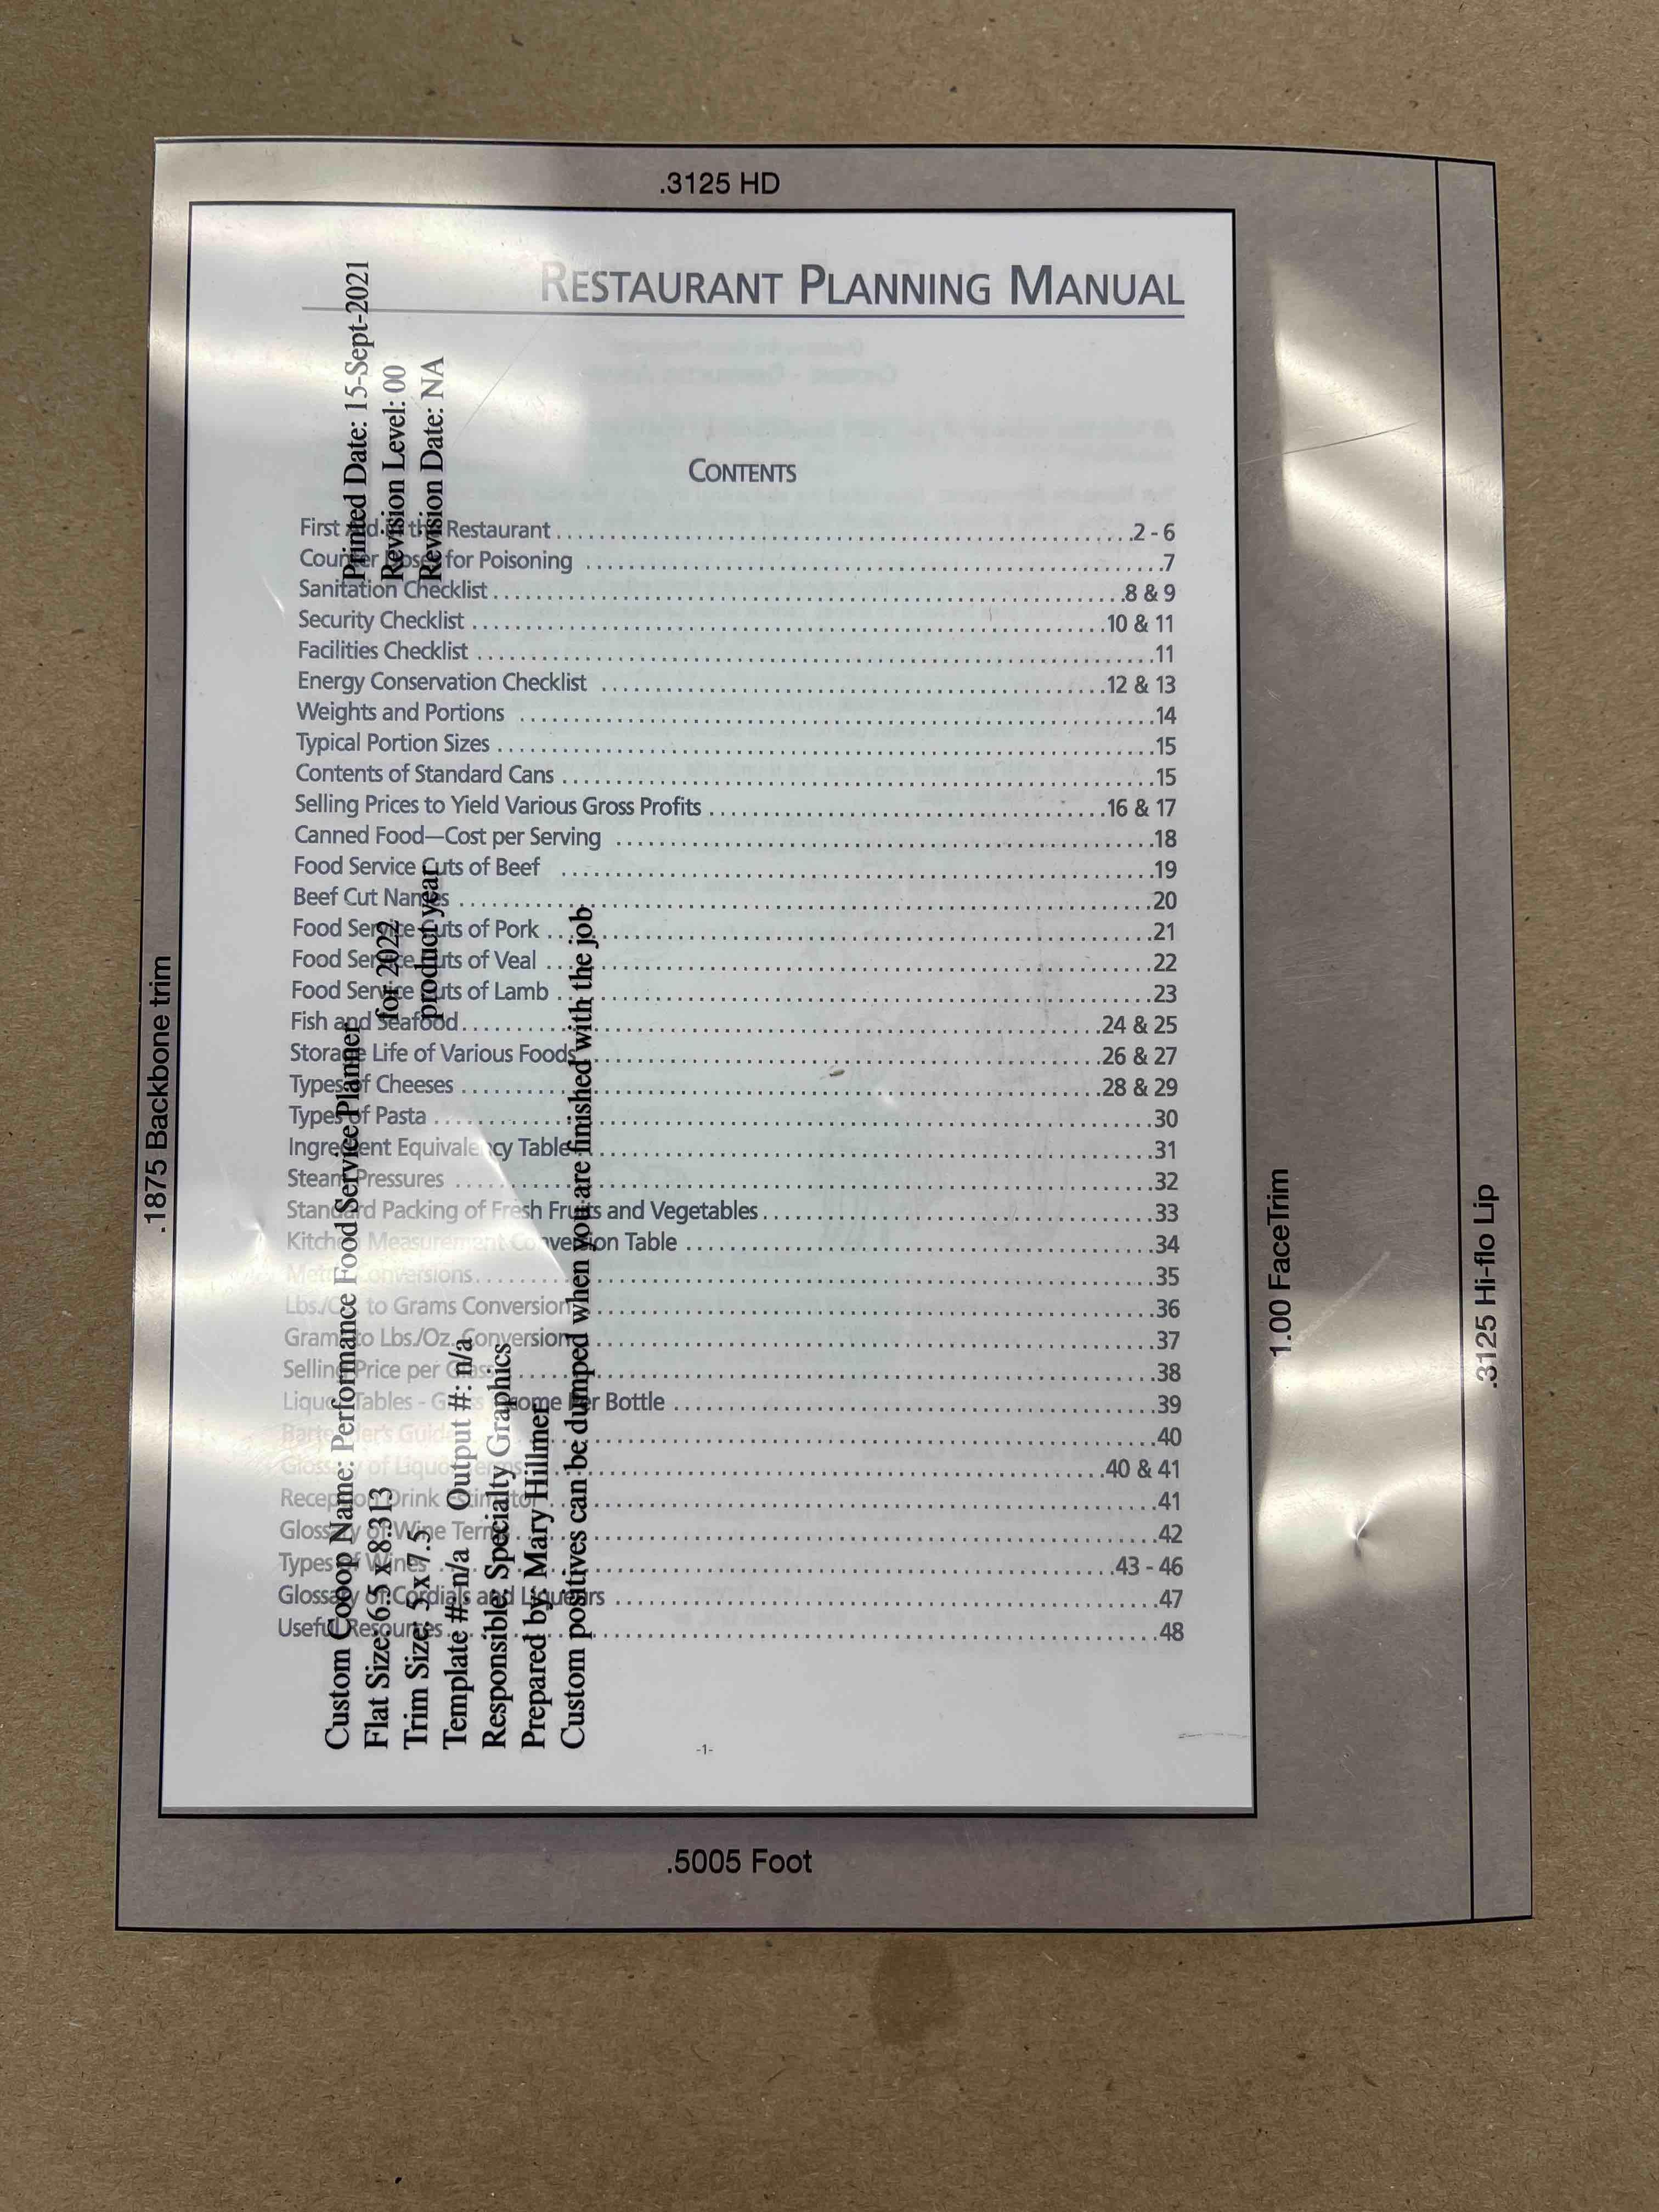 .3125 HD
RESTAURANT PLANNING MANUAL
CONTENTS
First Aid in the Restaurant . . . . . . . . . . 2 - 6
Counter Doses for Poisoning . . . . . . . . . . 7
Sanitation Checklist . . . . . . . . . . 8 & 9
Security Checklist . . . . . . . . . . 10 & 11
Facilities Checklist . . . . . . . . . . 11
Energy Conservation Checklist . . . . . . . . . . 12 & 13
Weights and Portions . . . . . . . . . . 14
Typical Portion Sizes . . . . . . . . . . 15
Contents of Standard Cans . . . . . . . . . . 15
Selling Prices to Yield Various Gross Profits . . . . . . . . . . 16 & 17
Canned Food—Cost per Serving . . . . . . . . . . 18
Food Service Cuts of Beef . . . . . . . . . . 19
Beef Cut Names . . . . . . . . . . 20
Food Service Cuts of Pork . . . . . . . . . . 21
Food Service Cuts of Veal . . . . . . . . . . 22
Food Service Cuts of Lamb . . . . . . . . . . 23
Fish and Seafood . . . . . . . . . . 24 & 25
Storage Life of Various Foods . . . . . . . . . . 26 & 27
Types of Cheeses . . . . . . . . . . 28 & 29
Types of Pasta . . . . . . . . . . 30
Ingredient Equivalency Table . . . . . . . . . . 31
Steam Pressures . . . . . . . . . . 32
Standard Packing of Fresh Fruits and Vegetables . . . . . . . . . . 33
Kitchen Measurement Conversion Table . . . . . . . . . . 34
Metric Conversions . . . . . . . . . . 35
Lbs./Oz. to Grams Conversion . . . . . . . . . . 36
Grams to Lbs./Oz. Conversion . . . . . . . . . . 37
Selling Price per Glass . . . . . . . . . . 38
Liquor Tables - Gross Income Per Bottle . . . . . . . . . . 39
Bartender's Guide . . . . . . . . . . 40
Glossary of Liquor Terms . . . . . . . . . . 40 & 41
Reception Drink Estimator . . . . . . . . . . 41
Glossary of Wine Terms . . . . . . . . . . 42
Types of Wines . . . . . . . . . . 43 - 46
Glossary of Cordials and Liqueurs . . . . . . . . . . 47
Useful Resources . . . . . . . . . . 48
-1-
Custom Coop Name: Performance Food Service Planner
Printed Date: 15-Sept-2021
Flat Size: 6.5 x 8.313
for 2022
Revision Level: 00
Trim Size: 5 x 7.5
product year
Revision Date: NA
Template #: n/a Output #: n/a
Responsible: Specialty Graphics
Prepared by: Mary Hillmer
Custom positives can be dumped when you are finished with the job
.1875 Backbone trim
1.00 FaceTrim
.3125 Hi-flo Lip
.5005 Foot